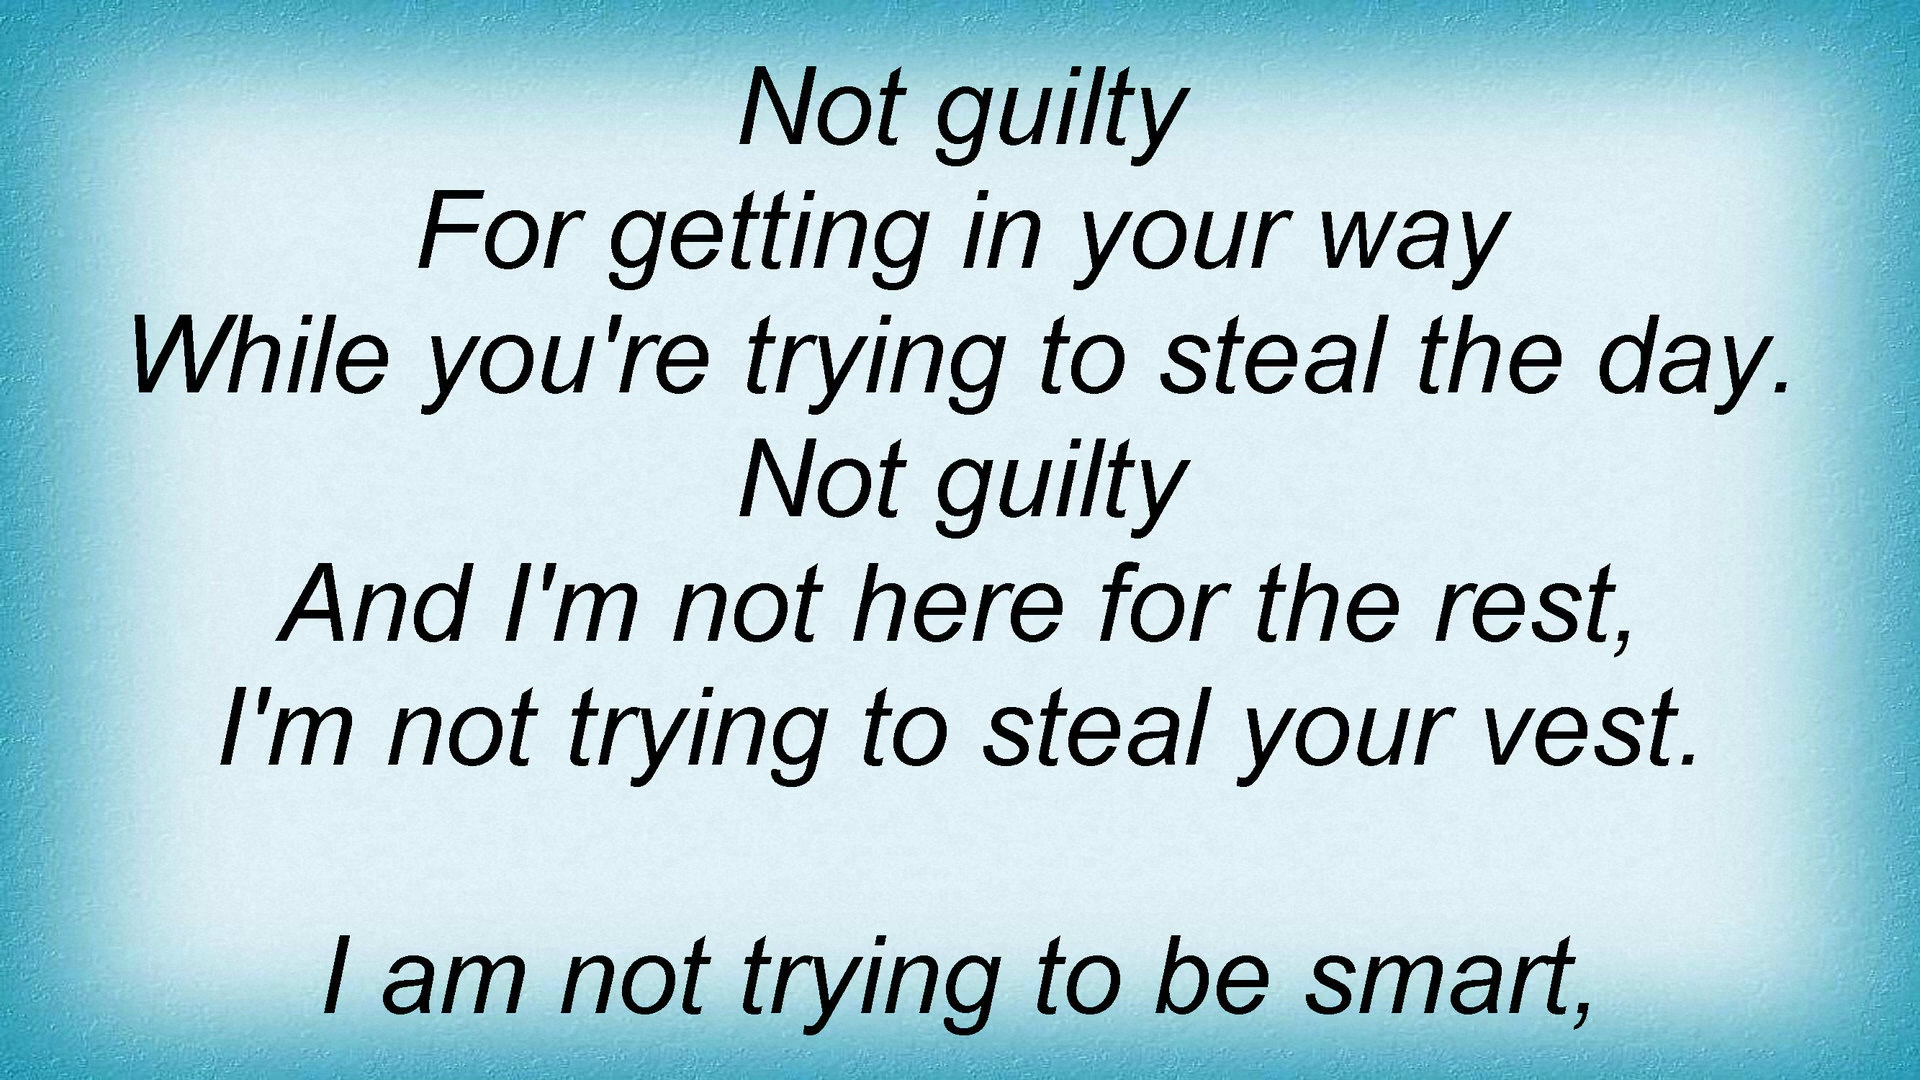 Not guilty
For getting in your way
While you're trying to steal the day.
Not guilty
And I'm not here for the rest,
I'm not trying to steal your vest.
I am not trying to be smart,